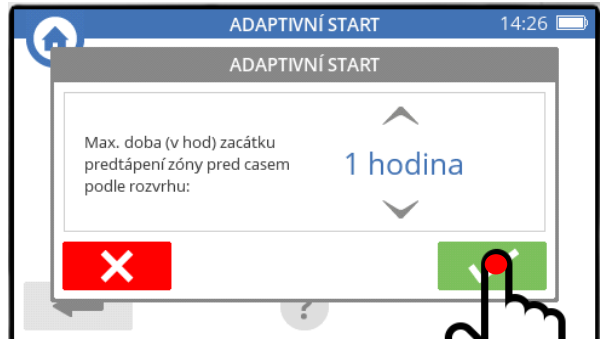 ADAPTIVNÍ START 14:26
ADAPTIVNÍ START
Max. doba (v hod) zacátku
predtápení zóny pred casem
podle rozvrhu:
1 hodina
?